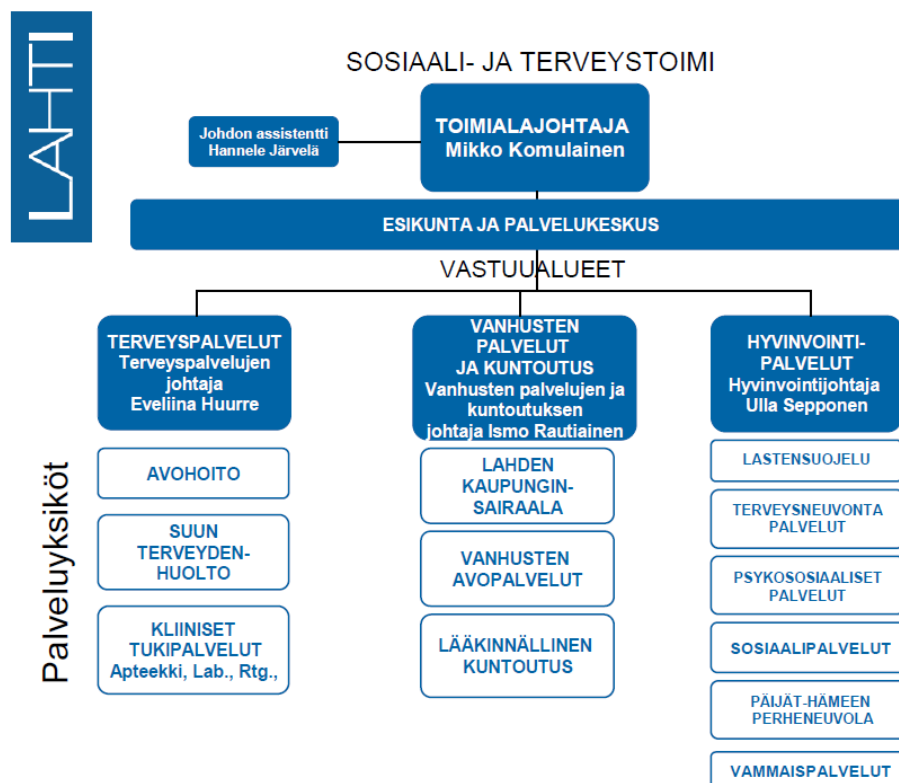 LAHTI
SOSIAALI- JA TERVEYSTOIMI
Johdon assistentti
Hannele Järvelä
TOIMIALAJOHTAJA
Mikko Komulainen
ESIKUNTA JA PALVELUKESKUS
VASTUUALUEET
TERVEYSPALVELUT
Terveyspalvelujen
johtaja
Eveliina Huurre
VANHUSTEN
PALVELUT
JA KUNTOUTUS
Vanhusten palvelujen ja
kuntoutuksen
johtaja Ismo Rautiainen
HYVINVOINTI-
PALVELUT
Hyvinvointijohtaja
Ulla Sepponen
Palveluyksiköt
AVOHOITO
SUUN
TERVEYDEN-
HUOLTO
KLIINISET
TUKIPALVELUT
Apteekki, Lab., Rtg.,
LAHDEN
KAUPUNGIN-
SAIRAALA
VANHUSTEN
AVOPALVELUT
LÄÄKINNÄLLINEN
KUNTOUTUS
LASTENSUOJELU
TERVEYSNEUVONTA
PALVELUT
PSYKOSOSIAALISET
PALVELUT
SOSIAALIPALVELUT
PÄIJÄT-HÄMEEN
PERHENEUVOLA
VAMMAISPALVELUT